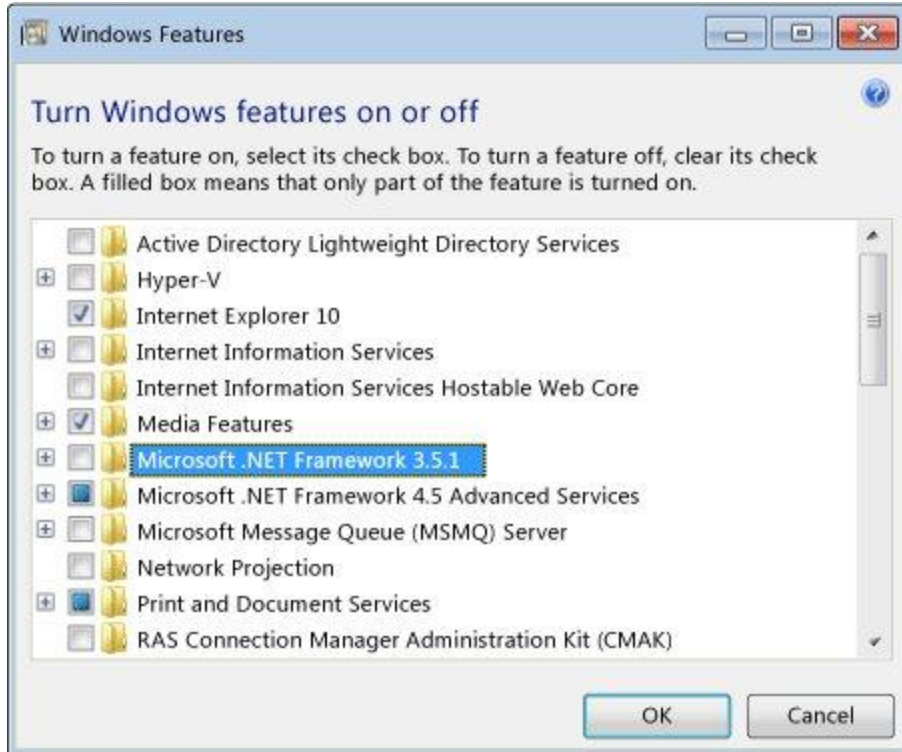 Windows Features
Turn Windows features on or off
To turn a feature on, select its check box. To turn a feature off, clear its check
box. A filled box means that only part of the feature is turned on.
Active Directory Lightweight Directory Services
Hyper-V
Internet Explorer 10
Internet Information Services
Internet Information Services Hostable Web Core
Media Features
Microsoft .NET Framework 3.5.1
Microsoft .NET Framework 4.5 Advanced Services
Microsoft Message Queue (MSMQ) Server
Network Projection
Print and Document Services
RAS Connection Manager Administration Kit (CMAK)
OK
Cancel